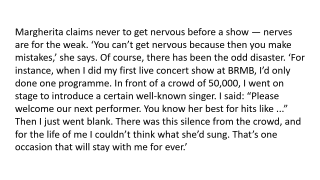 Margherita claims never to get nervous before a show — nerves
are for the weak. ‘You can’t get nervous because then you make
mistakes,’ she says. Of course, there has been the odd disaster. ‘For
instance, when I did my first live concert show at BRMB, I’d only
done one programme. In front of a crowd of 50,000, I went on
stage to introduce a certain well-known singer. I said: “Please
welcome our next performer. You know her best for hits like ...”
Then I just went blank. There was this silence from the crowd, and
for the life of me I couldn’t think what she’d sung. That’s one
occasion that will stay with me for ever.’